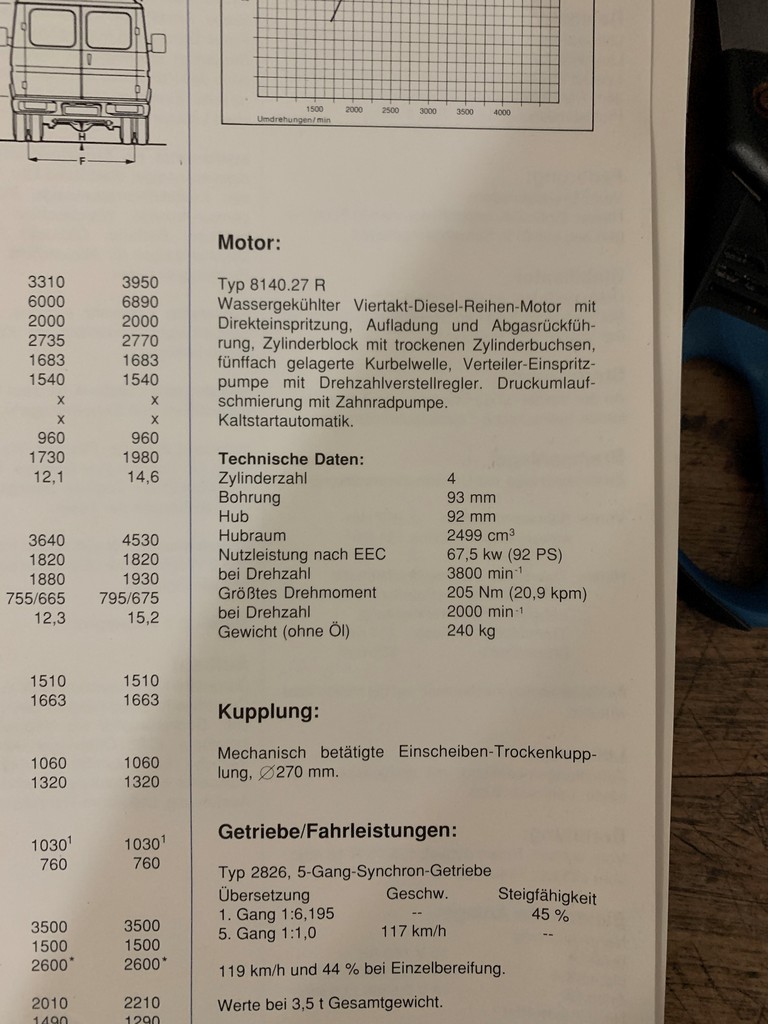 1500 2000 2500 3000 3500 4000
Umdrehungen/min
H
F
3310 3950
6000 6890
2000 2000
2735 2770
1683 1683
1540 1540
x x
x x
960 960
1730 1980
12,1 14,6
3640 4530
1820 1820
1880 1930
755/665 795/675
12,3 15,2
1510 1510
1663 1663
1060 1060
1320 1320
1030¹ 1030¹
760 760
3500 3500
1500 1500
2600* 2600*
2010 2210
1490 1290
Motor:
Typ 8140.27 R
Wassergekühlter Viertakt-Diesel-Reihen-Motor mit
Direkteinspritzung, Aufladung und Abgasrückfüh-
rung, Zylinderblock mit trockenen Zylinderbuchsen,
fünffach gelagerte Kurbelwelle, Verteiler-Einspritz-
pumpe mit Drehzahlverstellregler. Druckumlauf-
schmierung mit Zahnradpumpe.
Kaltstartautomatik.
Technische Daten:
Zylinderzahl 4
Bohrung 93 mm
Hub 92 mm
Hubraum 2499 cm³
Nutzleistung nach EEC 67,5 kw (92 PS)
bei Drehzahl 3800 min⁻¹
Größtes Drehmoment 205 Nm (20,9 kpm)
bei Drehzahl 2000 min⁻¹
Gewicht (ohne Öl) 240 kg
Kupplung:
Mechanisch betätigte Einscheiben-Trockenkupp-
lung, ∅270 mm.
Getriebe/Fahrleistungen:
Typ 2826, 5-Gang-Synchron-Getriebe
Übersetzung Geschw. Steigfähigkeit
1. Gang 1:6,195 -- 45 %
5. Gang 1:1,0 117 km/h --
119 km/h und 44 % bei Einzelbereifung.
Werte bei 3,5 t Gesamtgewicht.